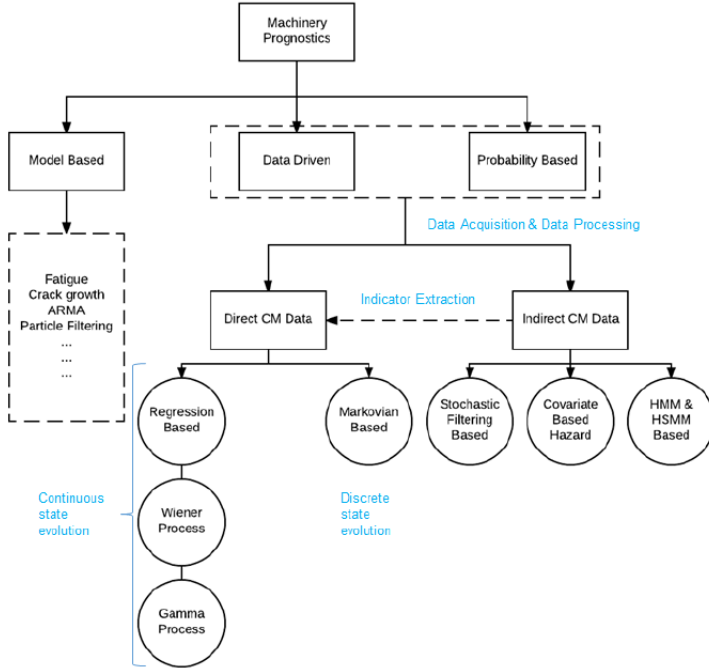 Machinery
Prognostics
Model Based
Data Driven
Probability Based
Data Acquisition & Data Processing
Fatigue
Crack growth
ARMA
Particle Filtering
...
...
...
Direct CM Data
Indicator Extraction
Indirect CM Data
Regression
Based
Markovian
Based
Stochastic
Filtering
Based
Covariate
Based
Hazard
HMM &
HSMM
Based
Continuous
state
evolution
Wiener
Process
Discrete
state
evolution
Gamma
Process